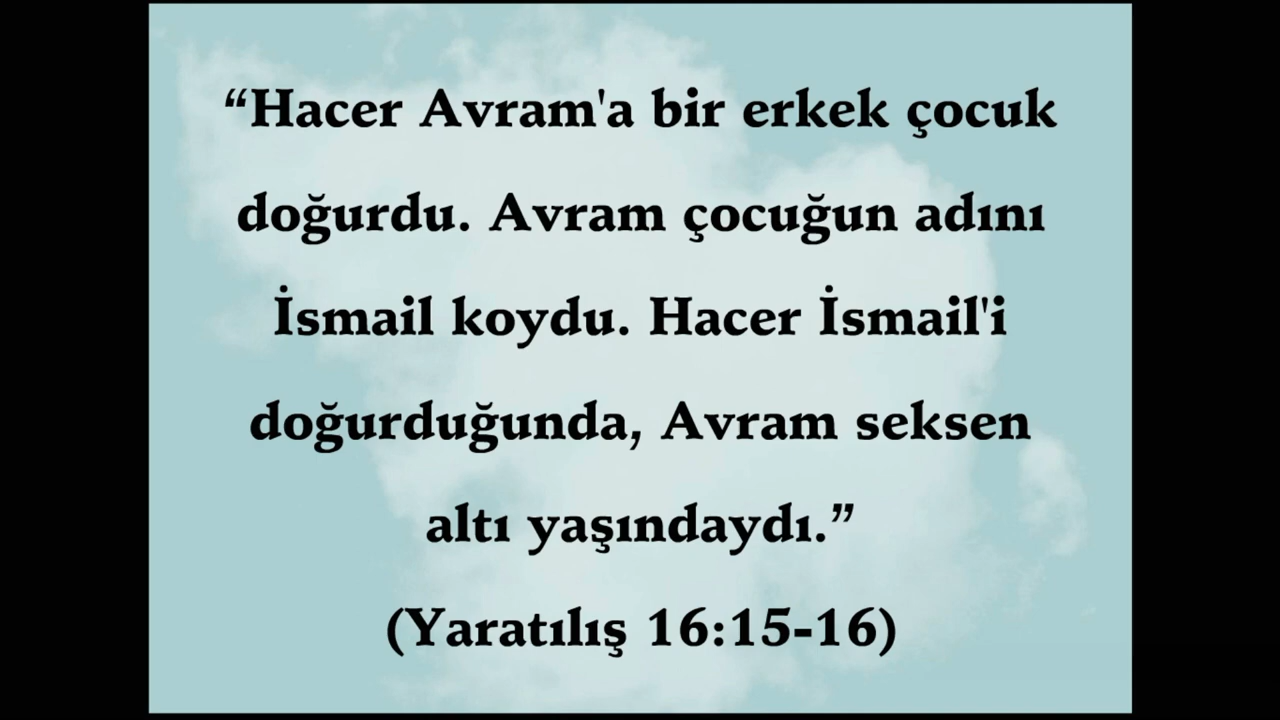 “Hacer Avram'a bir erkek çocuk
doğurdu. Avram çocuğun adını
İsmail koydu. Hacer İsmail'i
doğurduğunda, Avram seksen
altı yaşındaydı.”
(Yaratılış 16:15-16)